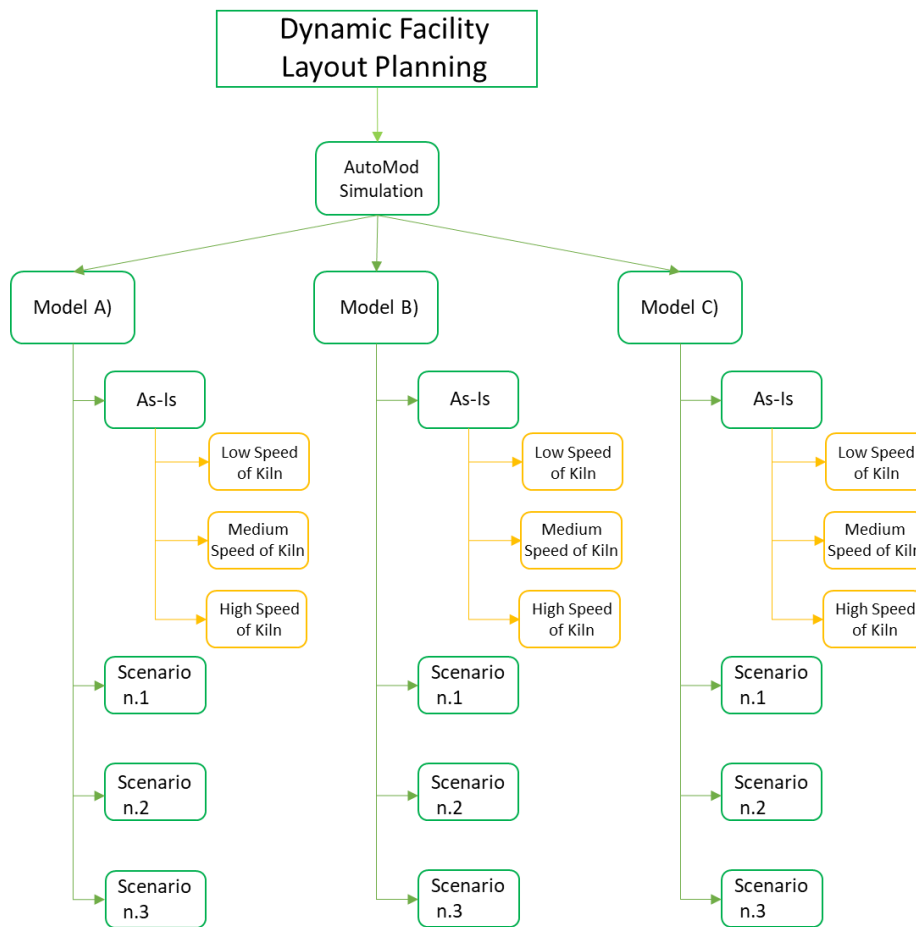 Dynamic Facility
Layout Planning
AutoMod
Simulation
Model A)
Model B)
Model C)
As-Is
As-Is
As-Is
Low Speed
of Kiln
Low Speed
of Kiln
Low Speed
of Kiln
Medium
Speed of Kiln
Medium
Speed of Kiln
Medium
Speed of Kiln
High Speed
of Kiln
High Speed
of Kiln
High Speed
of Kiln
Scenario
n.1
Scenario
n.1
Scenario
n.1
Scenario
n.2
Scenario
n.2
Scenario
n.2
Scenario
n.3
Scenario
n.3
Scenario
n.3